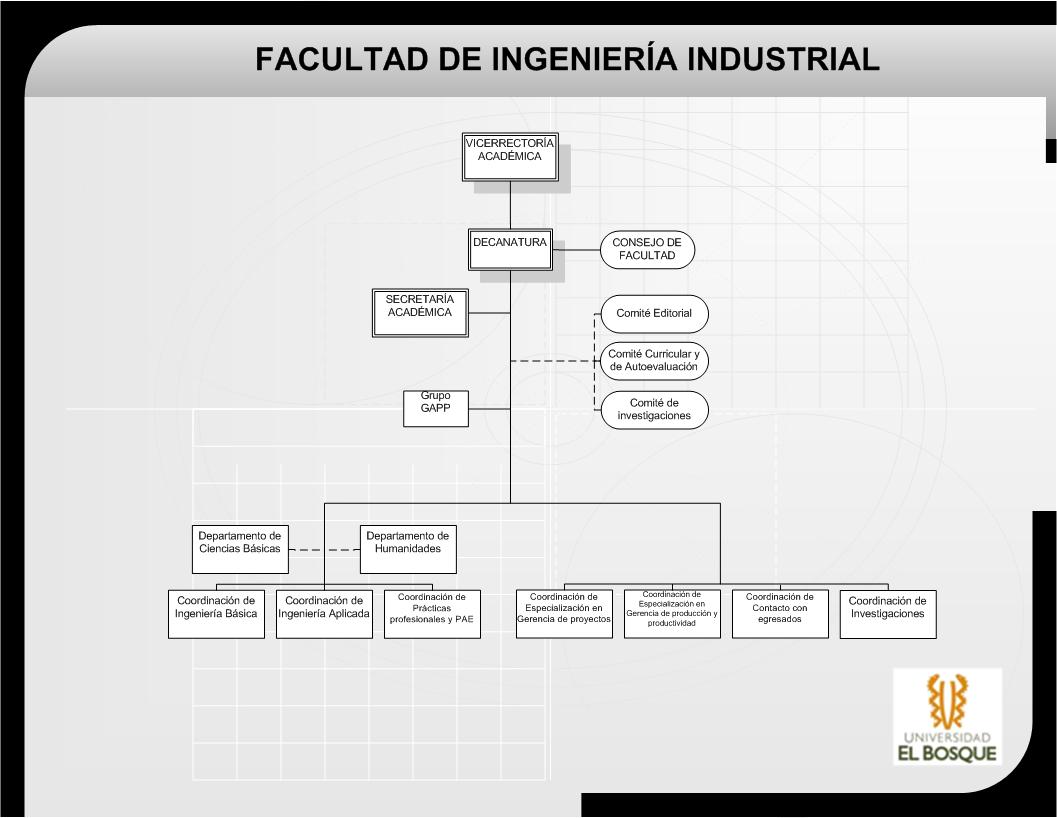 FACULTAD DE INGENIERÍA INDUSTRIAL
VICERRECTORÍA
ACADÉMICA
DECANATURA
CONSEJO DE
FACULTAD
SECRETARÍA
ACADÉMICA
Comité Editorial
Comité Curricular y
de Autoevaluación
Grupo
GAPP
Comité de
investigaciones
Departamento de
Ciencias Básicas
Departamento de
Humanidades
Coordinación de
Ingeniería Básica
Coordinación de
Ingeniería Aplicada
Coordinación de
Prácticas
profesionales y PAE
Coordinación de
Especialización en
Gerencia de proyectos
Coordinación de
Especialización en
Gerencia de producción y
productividad
Coordinación de
Contacto con
egresados
Coordinación de
Investigaciones
UNIVERSIDAD
EL BOSQUE